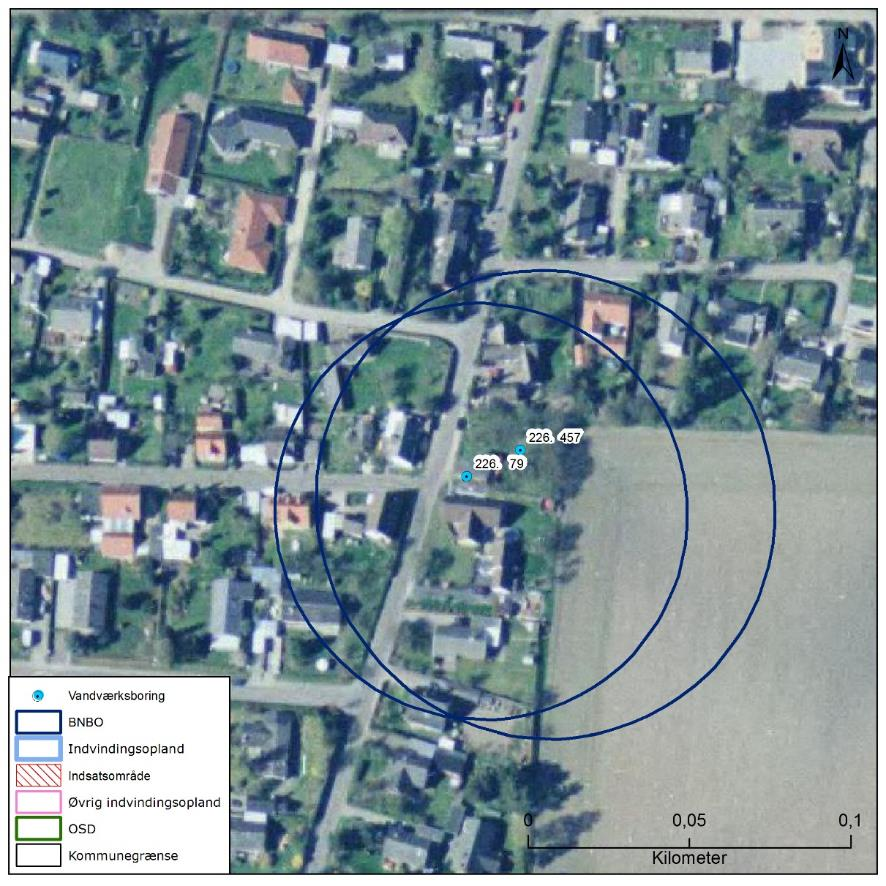 N
226. 457
226. 79
Vandværksboring
BNBO
Indvindingsopland
Indsatsområde
Øvrig indvindingsopland
OSD
Kommunegrænse
0 0,05 0,1
Kilometer